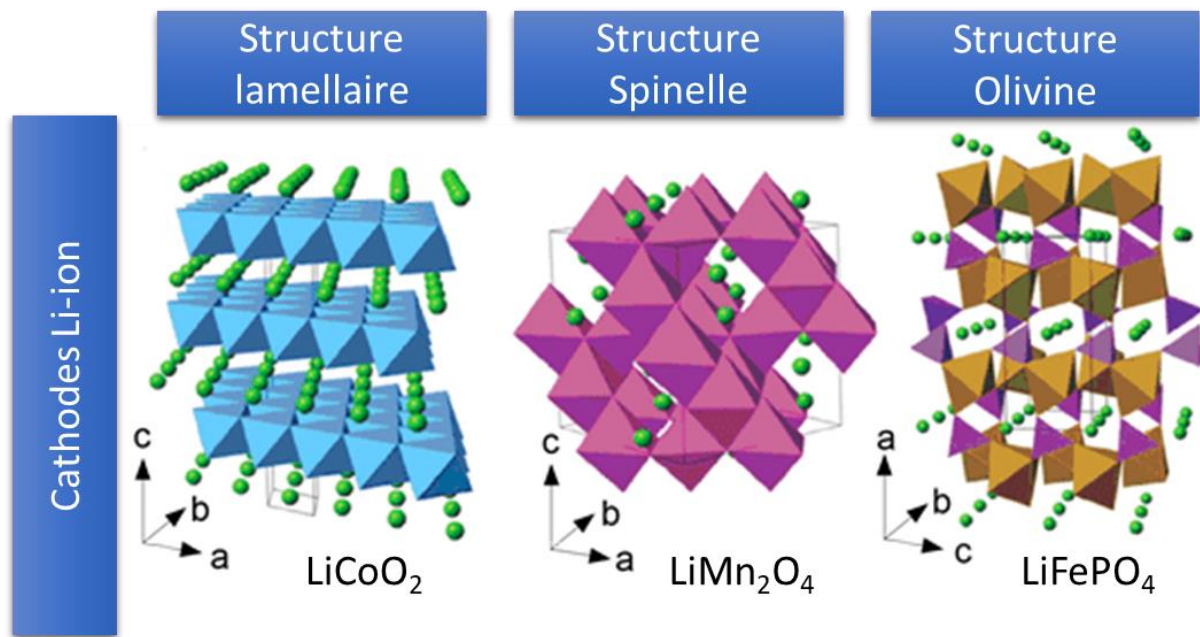 Structure
lamellaire
Structure
Spinelle
Structure
Olivine
Cathodes Li-ion
c
b
a
LiCoO₂
c
b
a
LiMn₂O₄
a
b
c
LiFePO₄